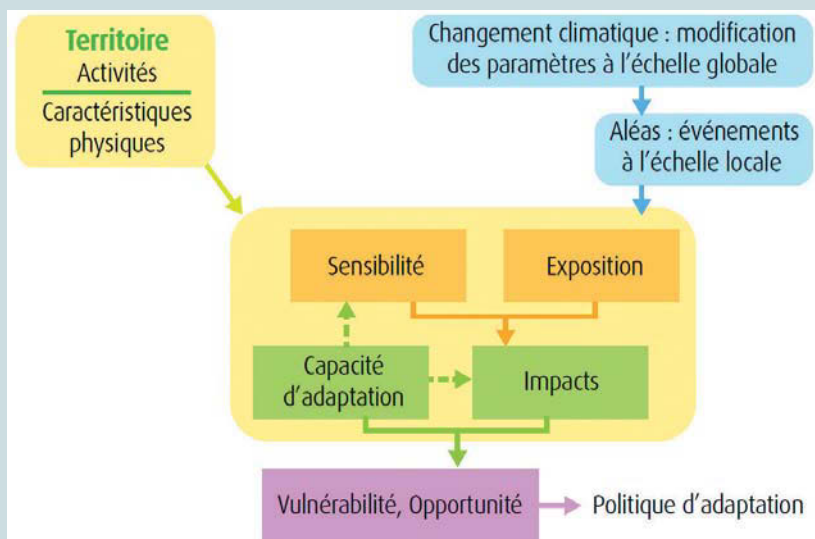 Territoire
Activités
Caractéristiques
physiques
Changement climatique : modification
des paramètres à l'échelle globale
Aléas : événements
à l'échelle locale
Sensibilité
Exposition
Capacité
d'adaptation
Impacts
Vulnérabilité, Opportunité
Politique d'adaptation